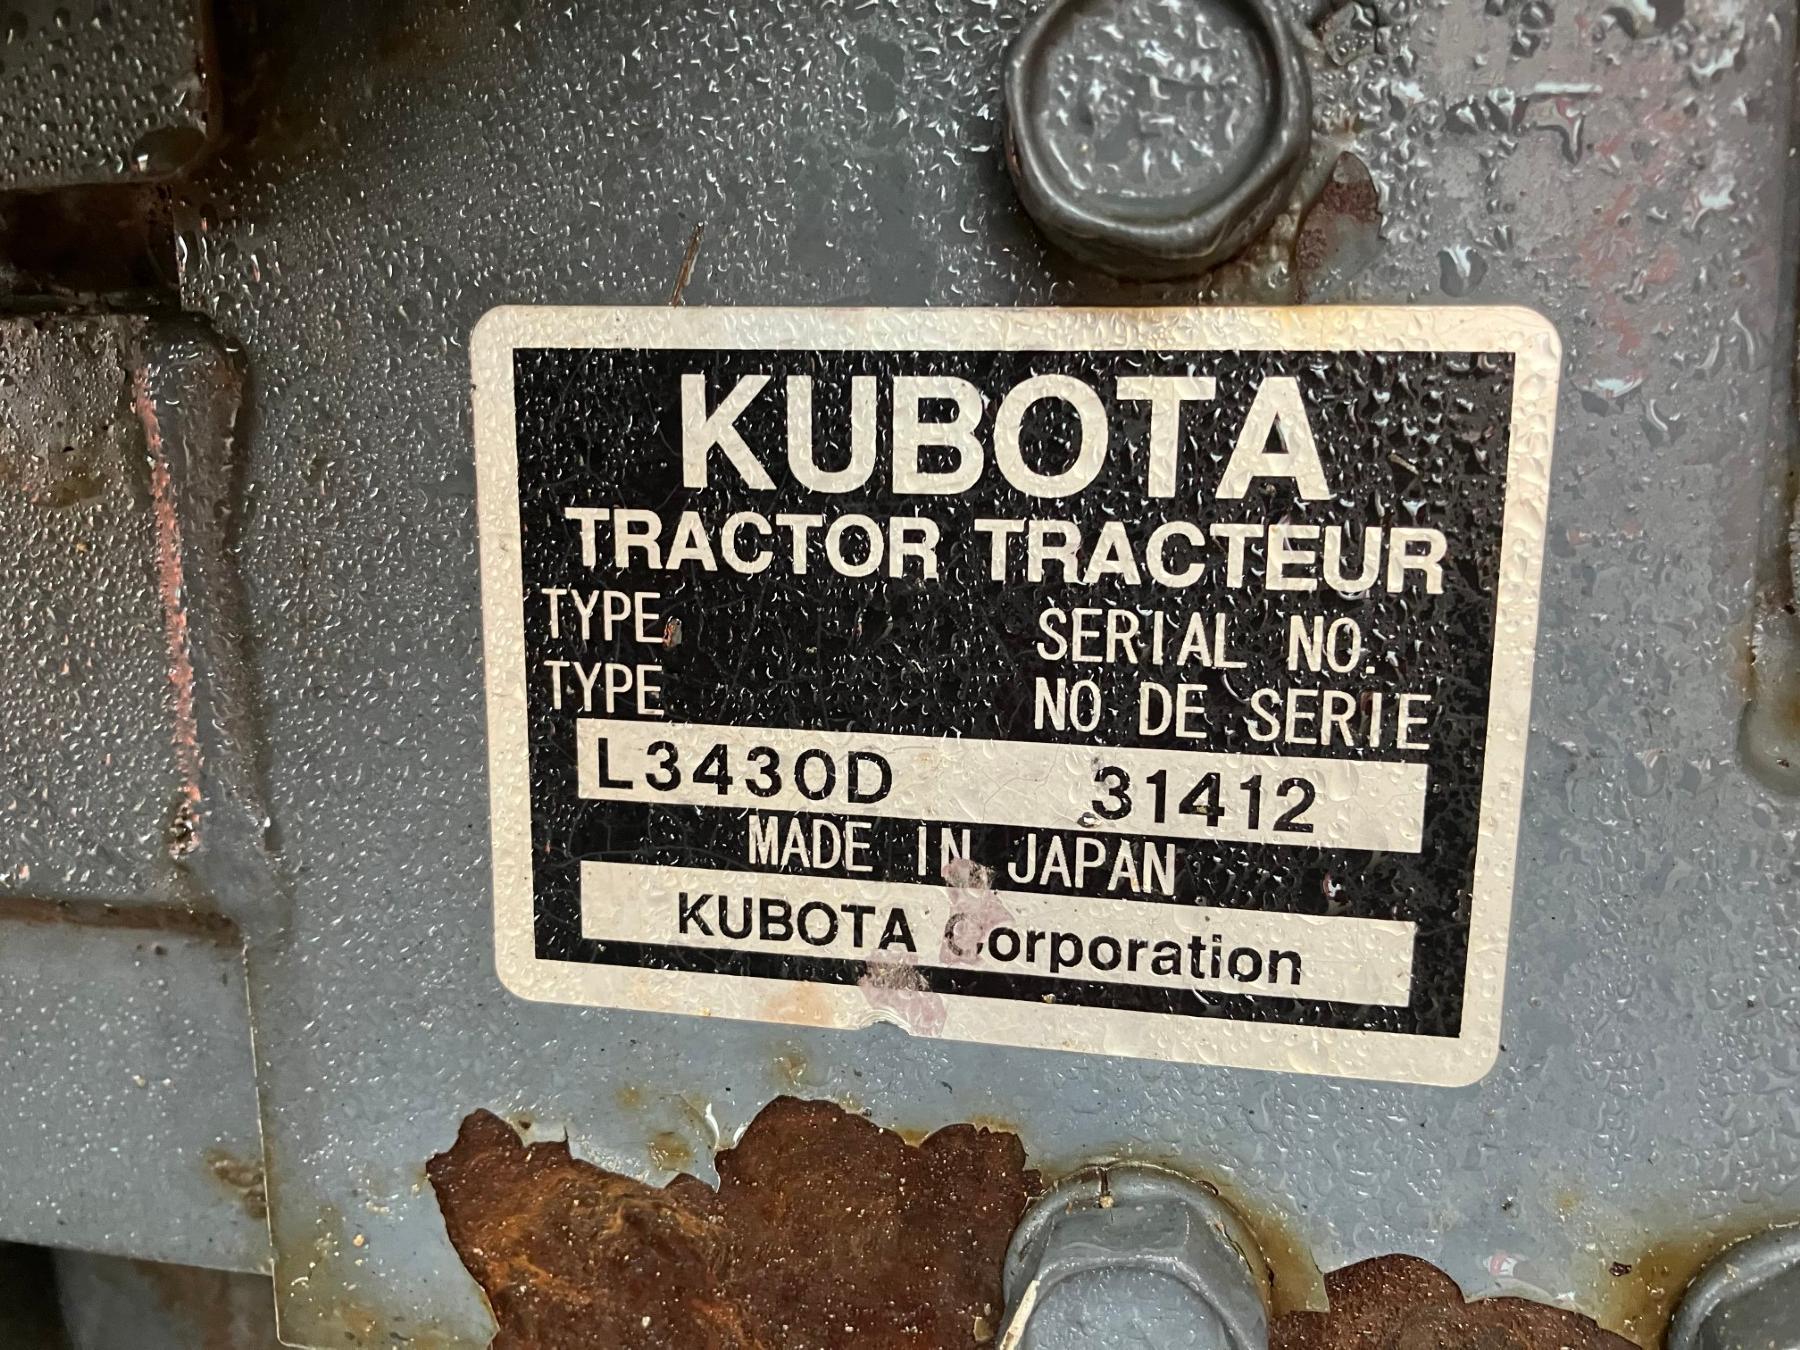 KUBOTA
TRACTOR TRACTEUR
TYPE SERIAL NO.
TYPE NO DE SERIE
L3430D 31412
MADE IN JAPAN
KUBOTA Corporation